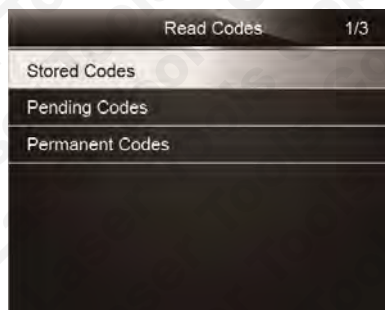 Read Codes 1/3
Stored Codes
Pending Codes
Permanent Codes